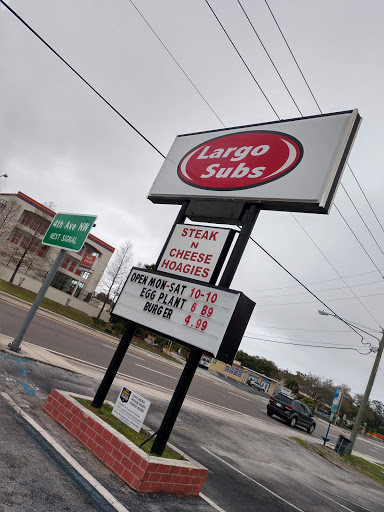 Largo
Subs
STEAK
N
CHEESE
HOAGIES
OPEN MON-SAT 10-10
EGG PLANT 6 89
BURGER 4.99
4th Ave NW
NEXT SIGNAL